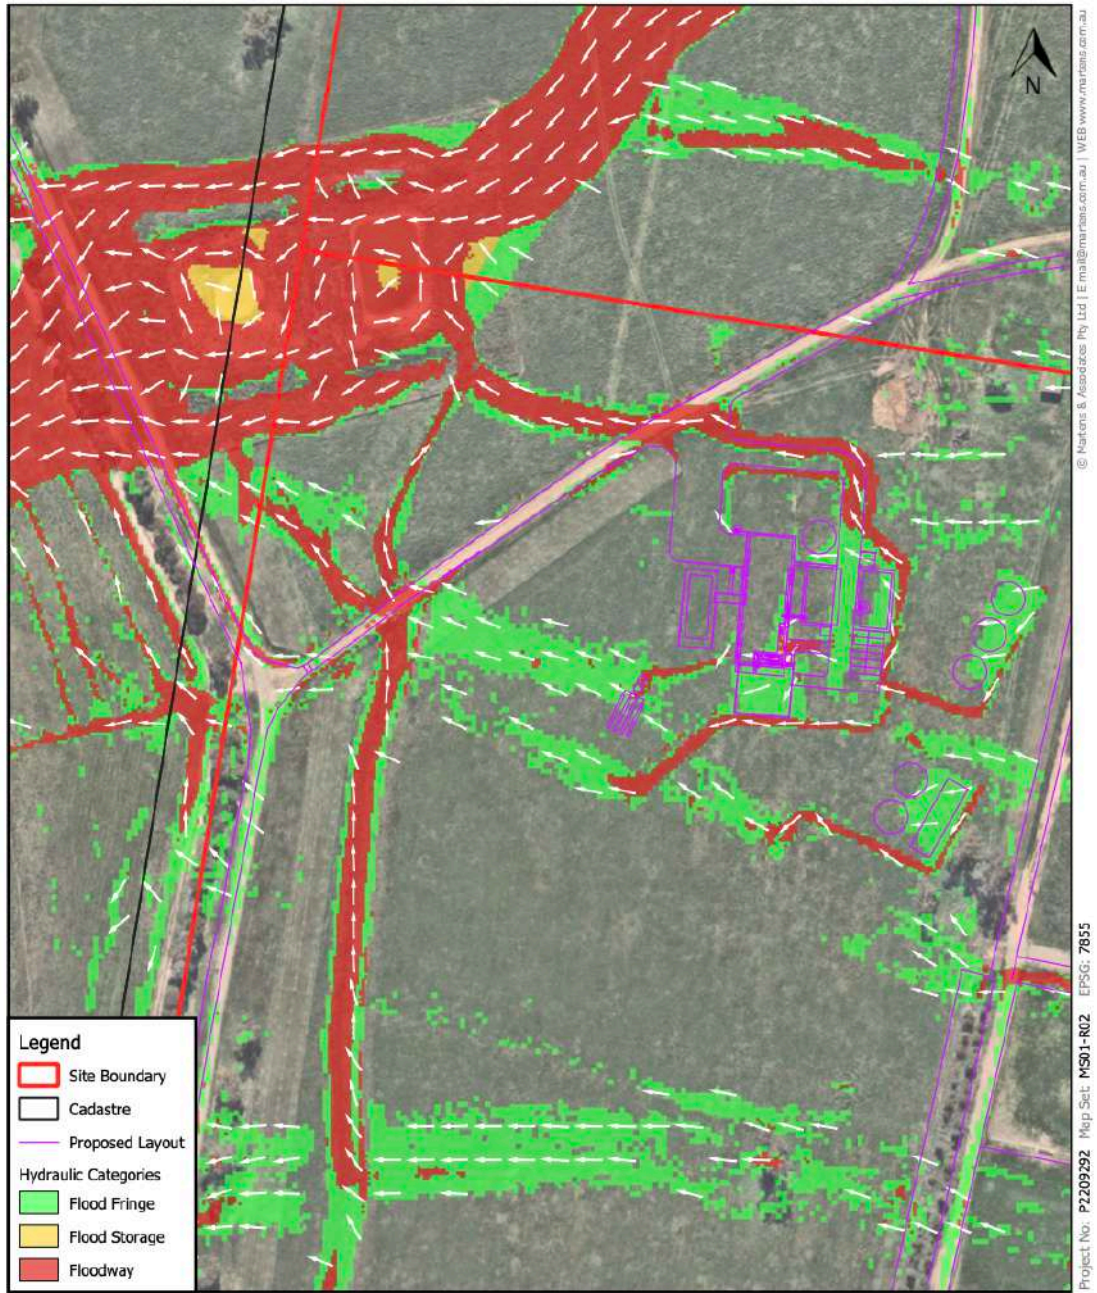 N
© Martens & Associates Pty Ltd | E mail@martens.com.au | WEB www.martens.com.au
Legend
Site Boundary
Cadastre
Proposed Layout
Hydraulic Categories
Flood Fringe
Flood Storage
Floodway
Project No: P2209292 Map Set: MS01-R02 EPSG: 7855